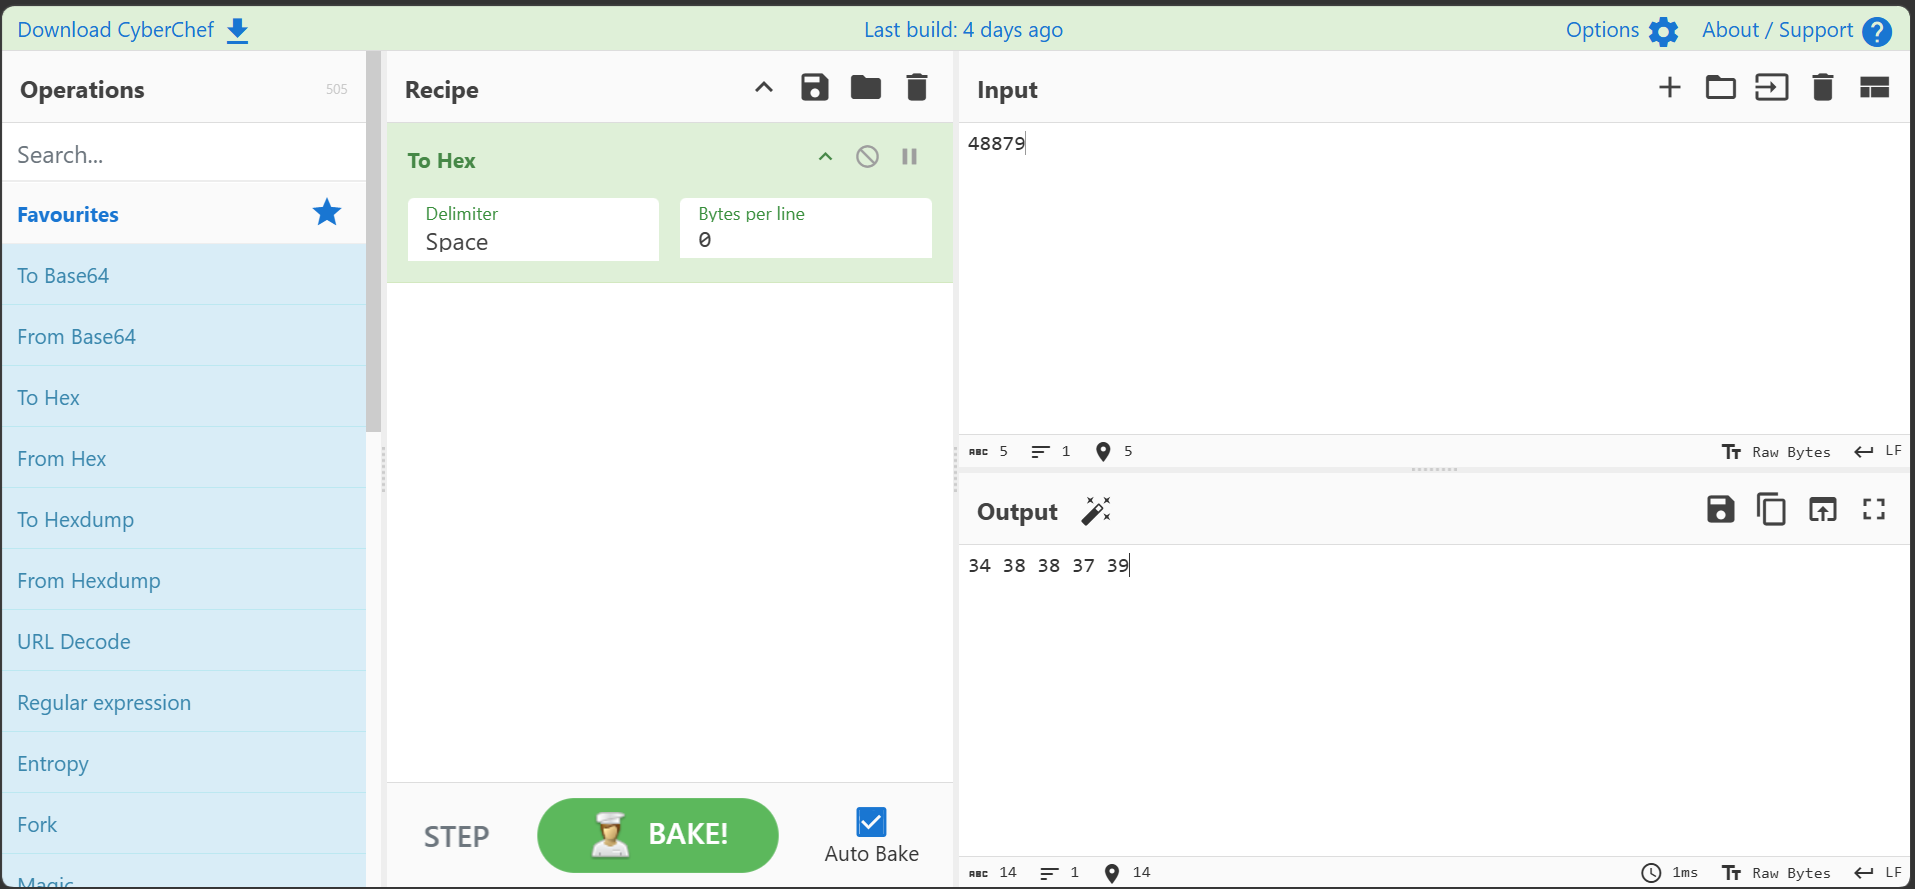 Download CyberChef
Last build: 4 days ago
Options
About / Support
?
Operations
505
Search...
Favourites
To Base64
From Base64
To Hex
From Hex
To Hexdump
From Hexdump
URL Decode
Regular expression
Entropy
Fork
Magic
Recipe
To Hex
Delimiter
Space
Bytes per line
0
STEP
BAKE!
Auto Bake
Input
48879
ABC 5 1 5
Tт Raw Bytes LF
Output
34 38 38 37 39
ABC 14 1 14
1ms Tт Raw Bytes LF